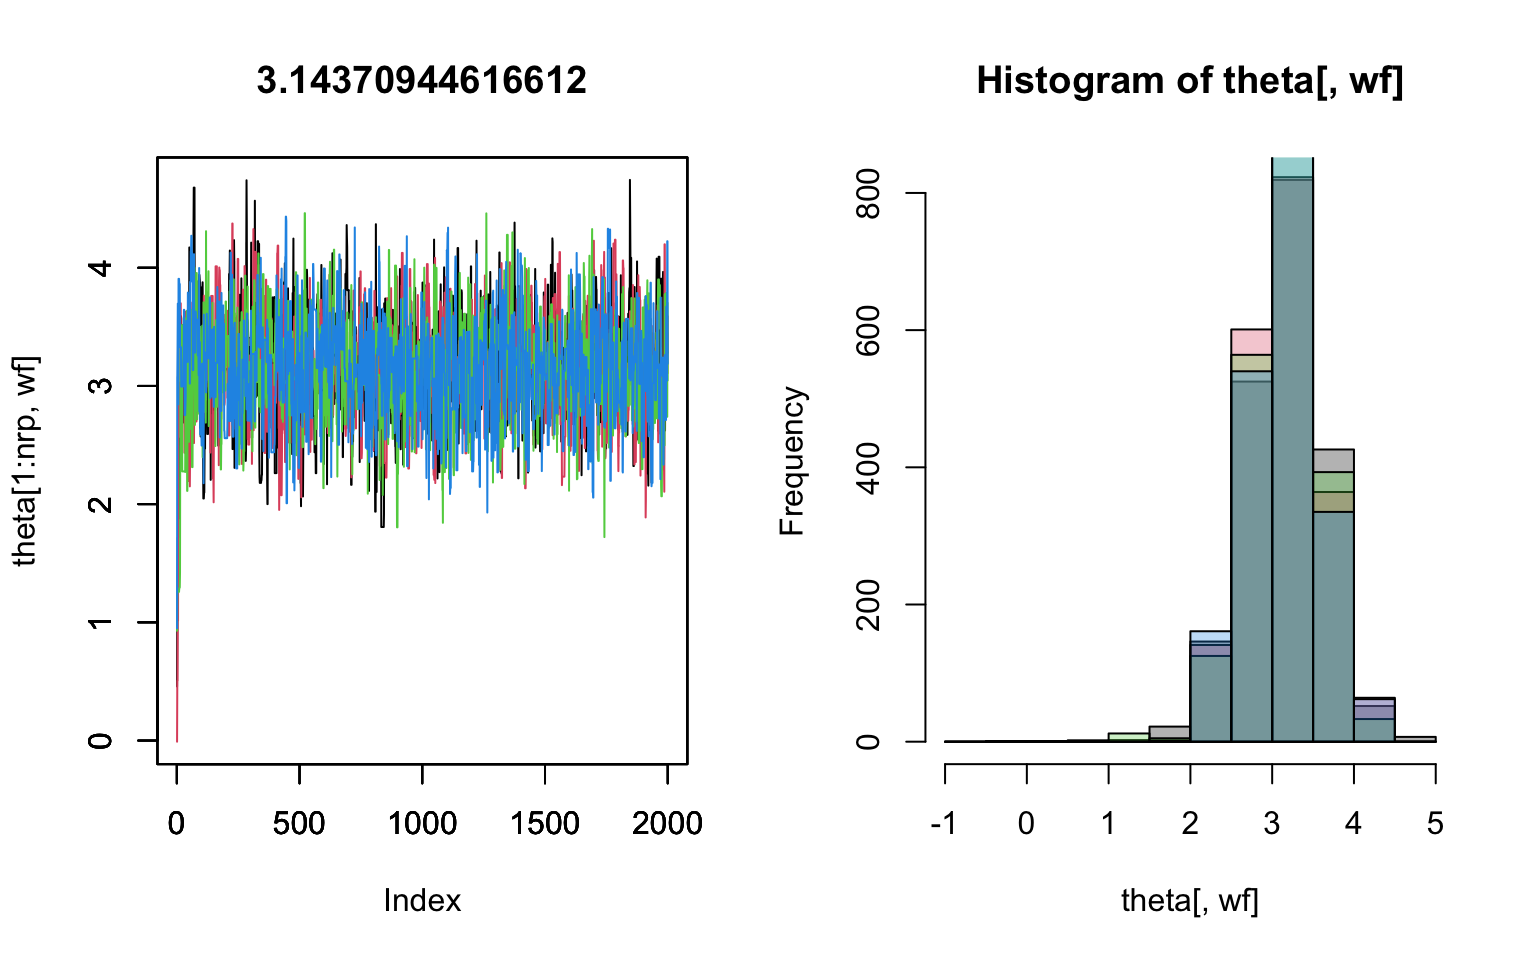 3.14370944616612
theta[1:nrp, wf]
4
3
2
1
0
0 500 1000 1500 2000
Index
Histogram of theta[, wf]
Frequency
800
600
400
200
0
-1 0 1 2 3 4 5
theta[, wf]